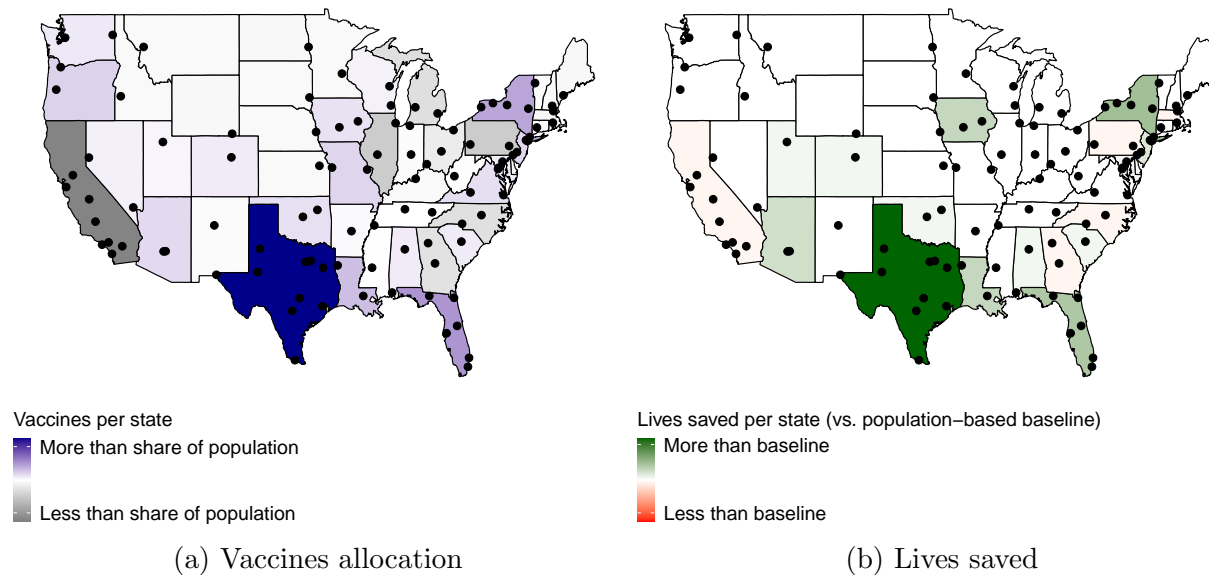 Vaccines per state
More than share of population
Less than share of population
(a) Vaccines allocation
Lives saved per state (vs. population−based baseline)
More than baseline
Less than baseline
(b) Lives saved